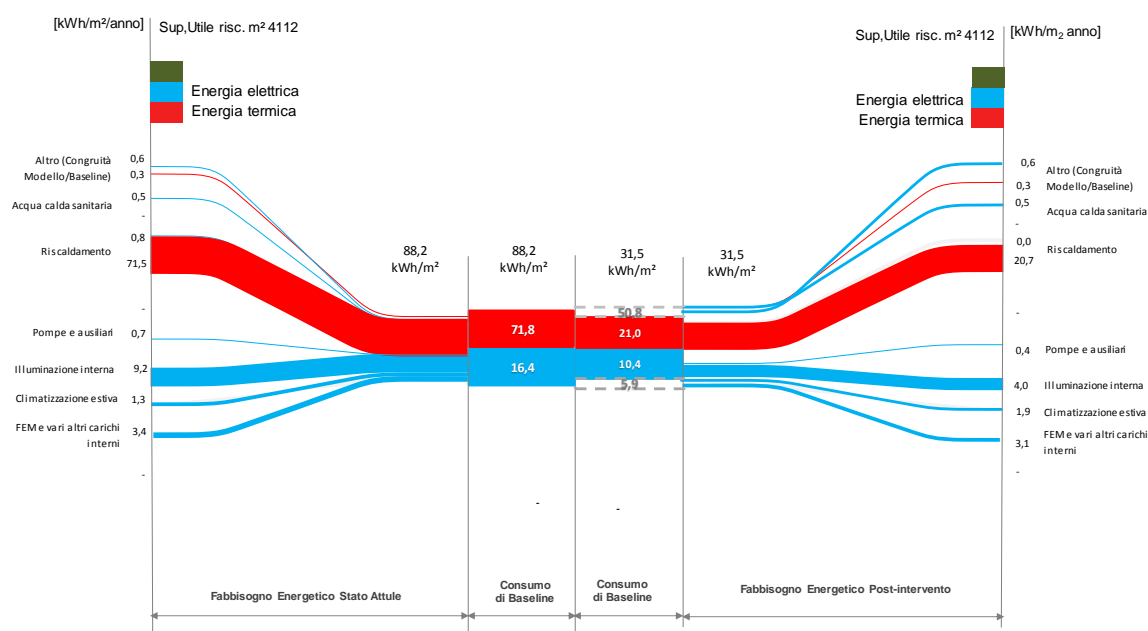 [kWh/m²/anno]
Sup,Utile risc. m² 4112
Energia elettrica
Energia termica
Altro (Congruità
Modello/Baseline)
0,6
0,3
Acqua calda sanitaria
0,5
-
0,8
Riscaldamento
71,5
-
Pompe e ausiliari
0,7
Illuminazione interna
9,2
Climatizzazione estiva
1,3
FEM e vari altri carichi
interni
3,4
-
88,2
kWh/m²
88,2
kWh/m²
31,5
kWh/m²
31,5
kWh/m²
71,8
16,4
50,8
21,0
10,4
5,9
-
-
Sup,Utile risc. m² 4112
[kWh/m₂ anno]
Energia elettrica
Energia termica
0,6
Altro (Congruità
Modello/Baseline)
0,3
0,5
Acqua calda sanitaria
-
0,0
Riscaldamento
20,7
-
0,4
Pompe e ausiliari
4,0
Illuminazione interna
1,9
Climatizzazione estiva
3,1
FEM e vari altri carichi
interni
-
Fabbisogno Energetico Stato Attule
Consumo
di Baseline
Consumo
di Baseline
Fabbisogno Energetico Post-intervento